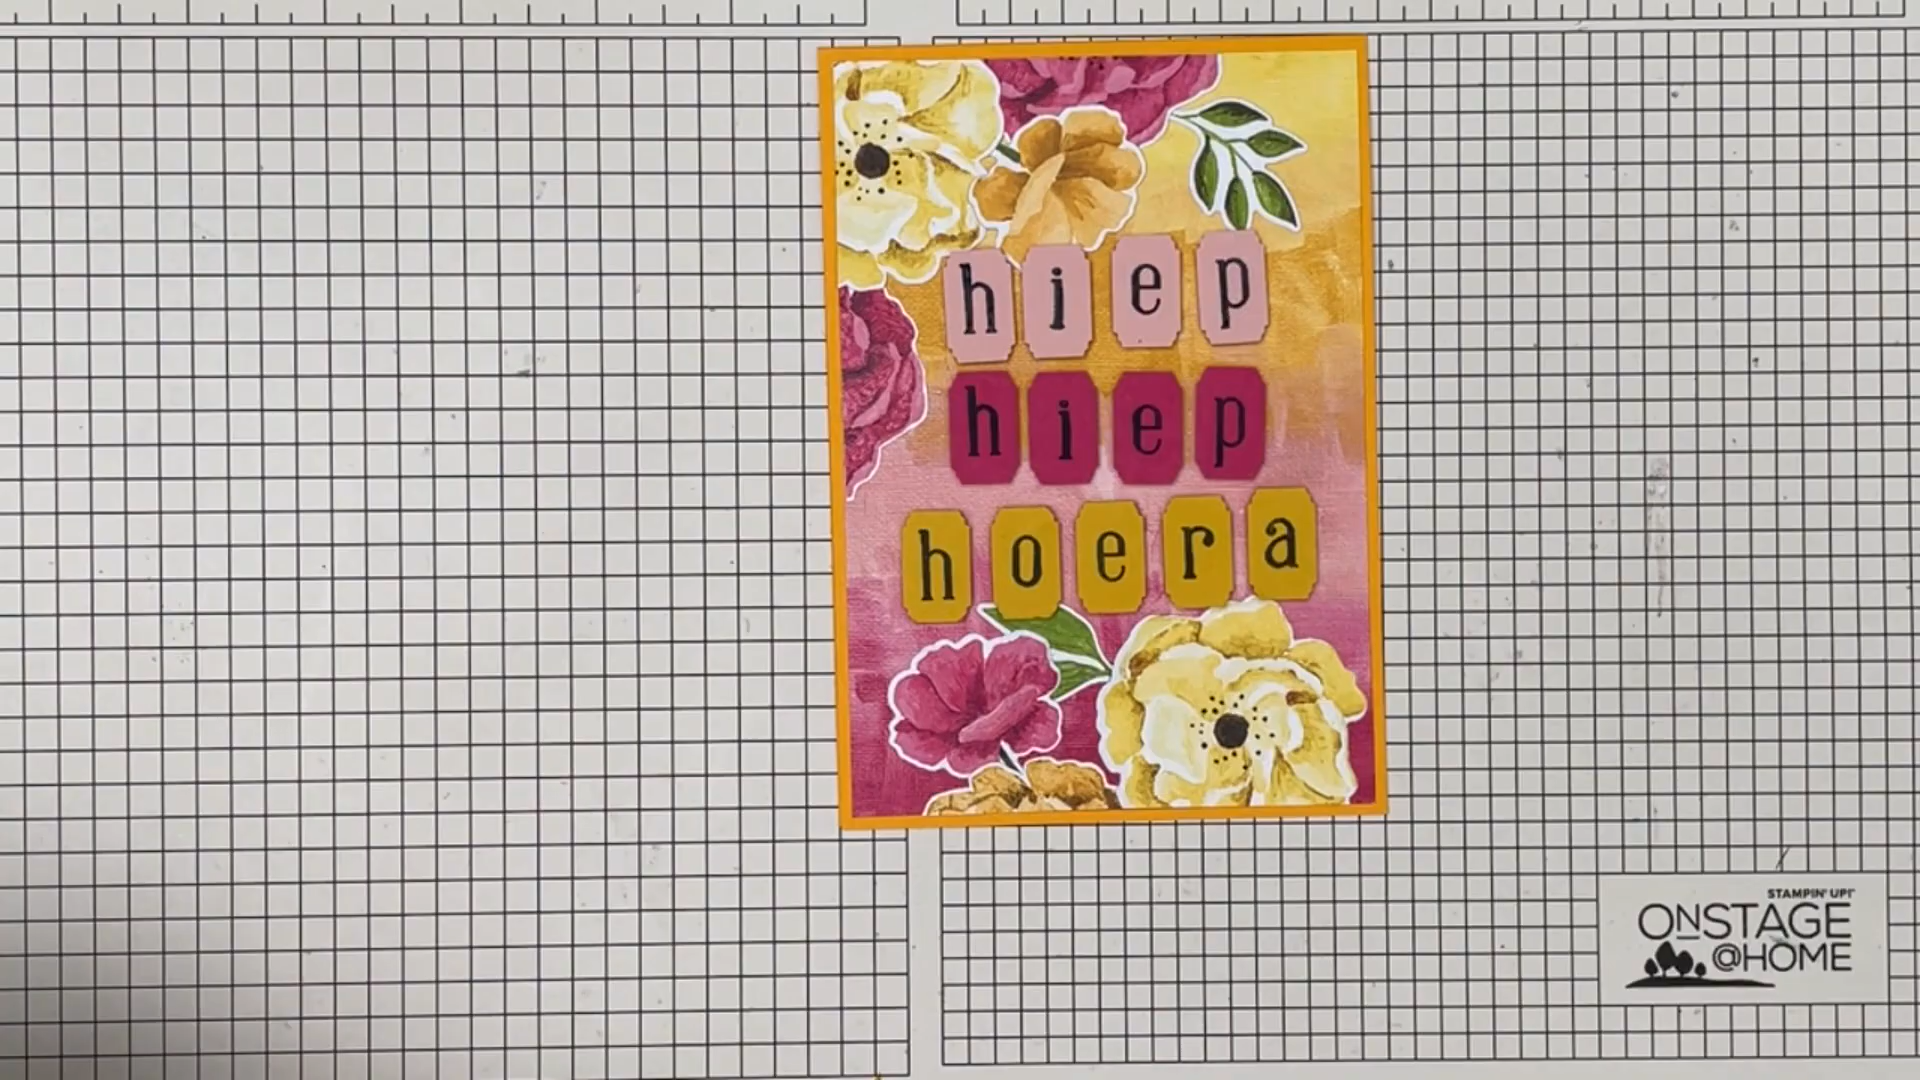 hiep
hiep
hoera
STAMPIN' UP!
ONSTAGE
@HOME